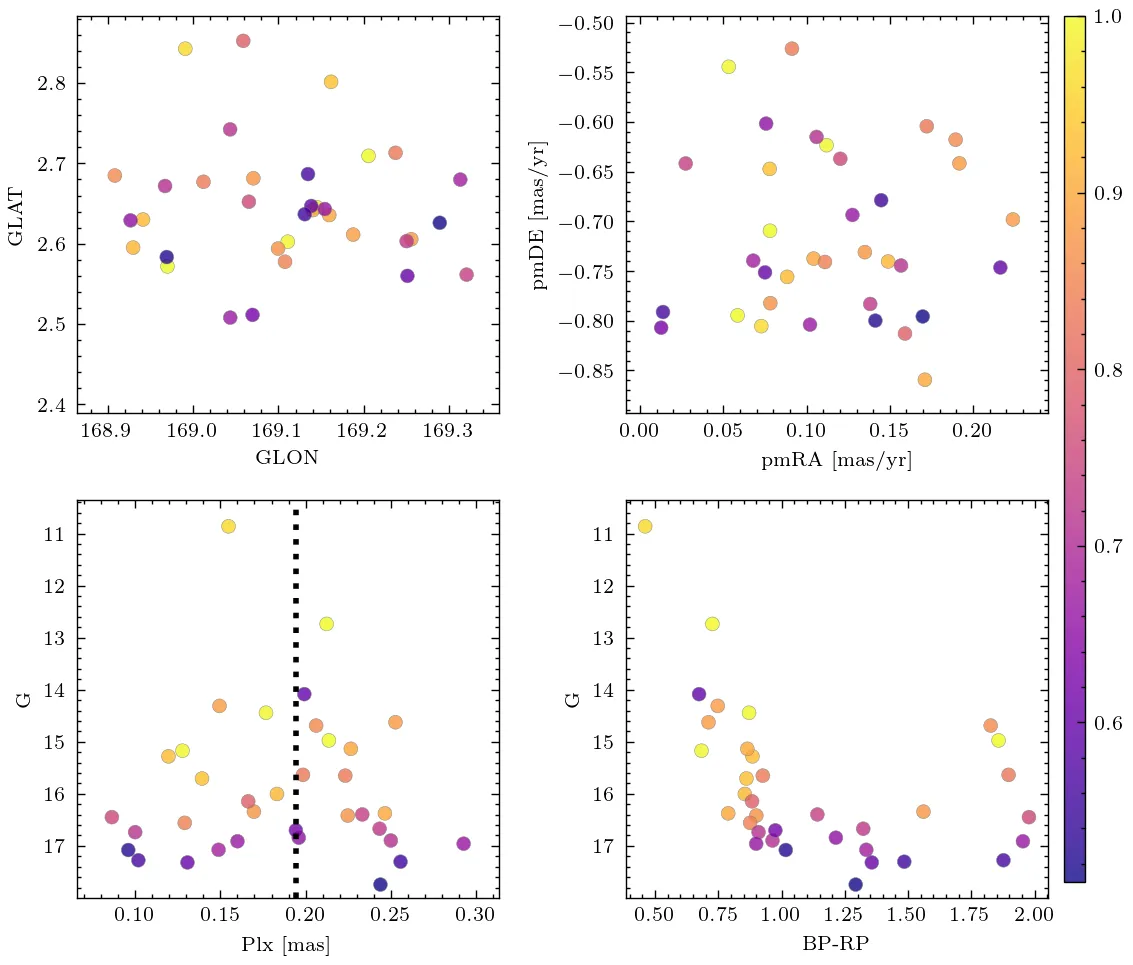 2.8
2.7
2.6
2.5
2.4
GLAT
168.9 169.0 169.1 169.2 169.3
GLON
−0.50
−0.55
−0.60
−0.65
−0.70
−0.75
−0.80
−0.85
pmDE [mas/yr]
0.00 0.05 0.10 0.15 0.20
pmRA [mas/yr]
1.0
0.9
0.8
0.7
0.6
11
12
13
14
15
16
17
G
0.10 0.15 0.20 0.25 0.30
Plx [mas]
11
12
13
14
15
16
17
G
0.50 0.75 1.00 1.25 1.50 1.75 2.00
BP-RP